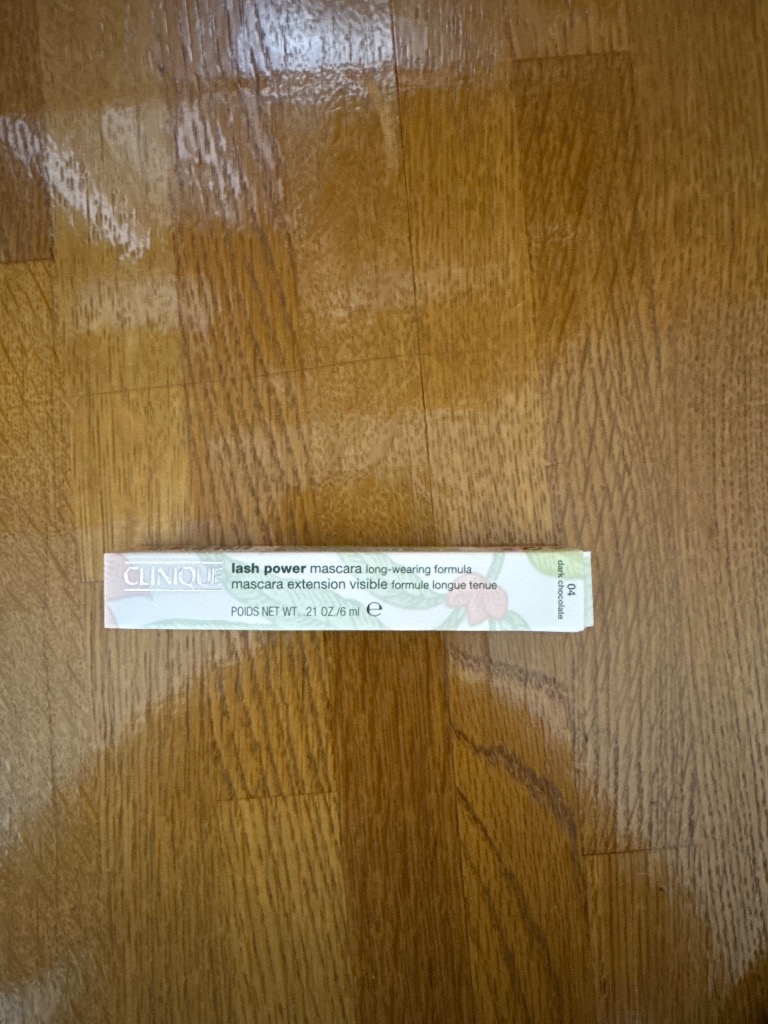 CLINIQUE
lash power mascara long-wearing formula
mascara extension visible formule longue tenue
POIDS NET WT. .21 OZ./6 ml ℮
04
dark chocolate